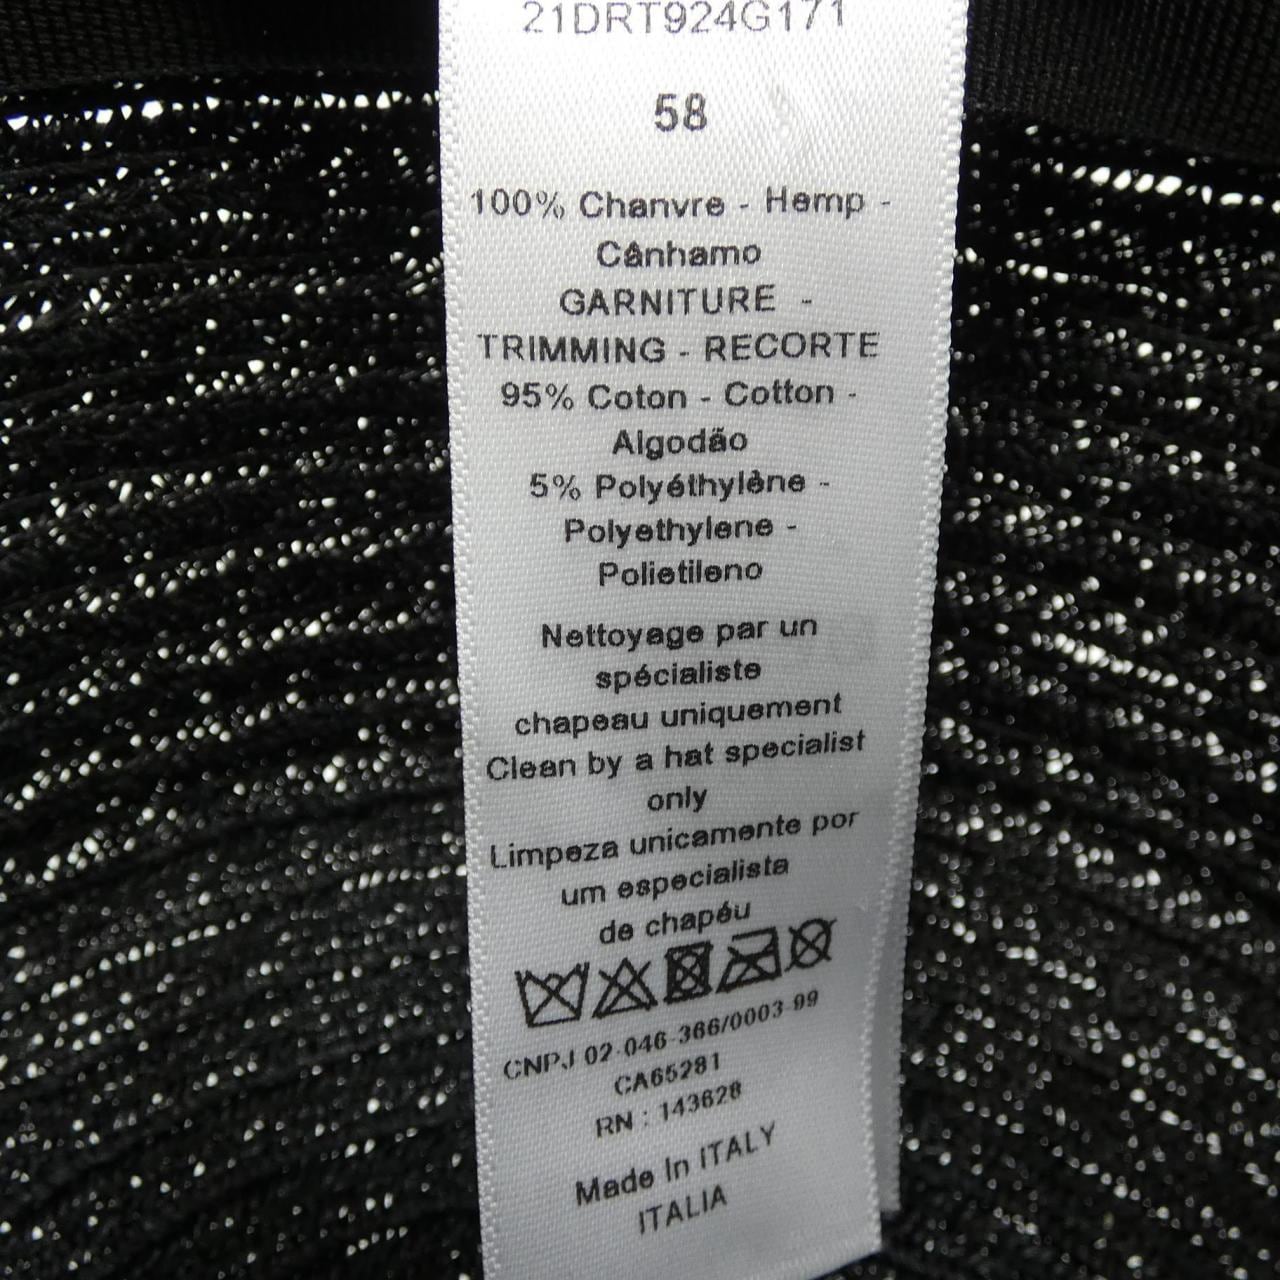 21DRT924G171
58
100% Chanvre - Hemp -
Cânhamo
GARNITURE -
TRIMMING - RECORTE
95% Coton - Cotton -
Algodão
5% Polyéthylène -
Polyethylene -
Polietileno
Nettoyage par un
spécialiste
chapeau uniquement
Clean by a hat specialist
only
Limpeza unicamente por
um especialista
de chapéu
CNPJ 02-046-366/0003-99
CA65281
RN : 143628
Made In ITALY
ITALIA